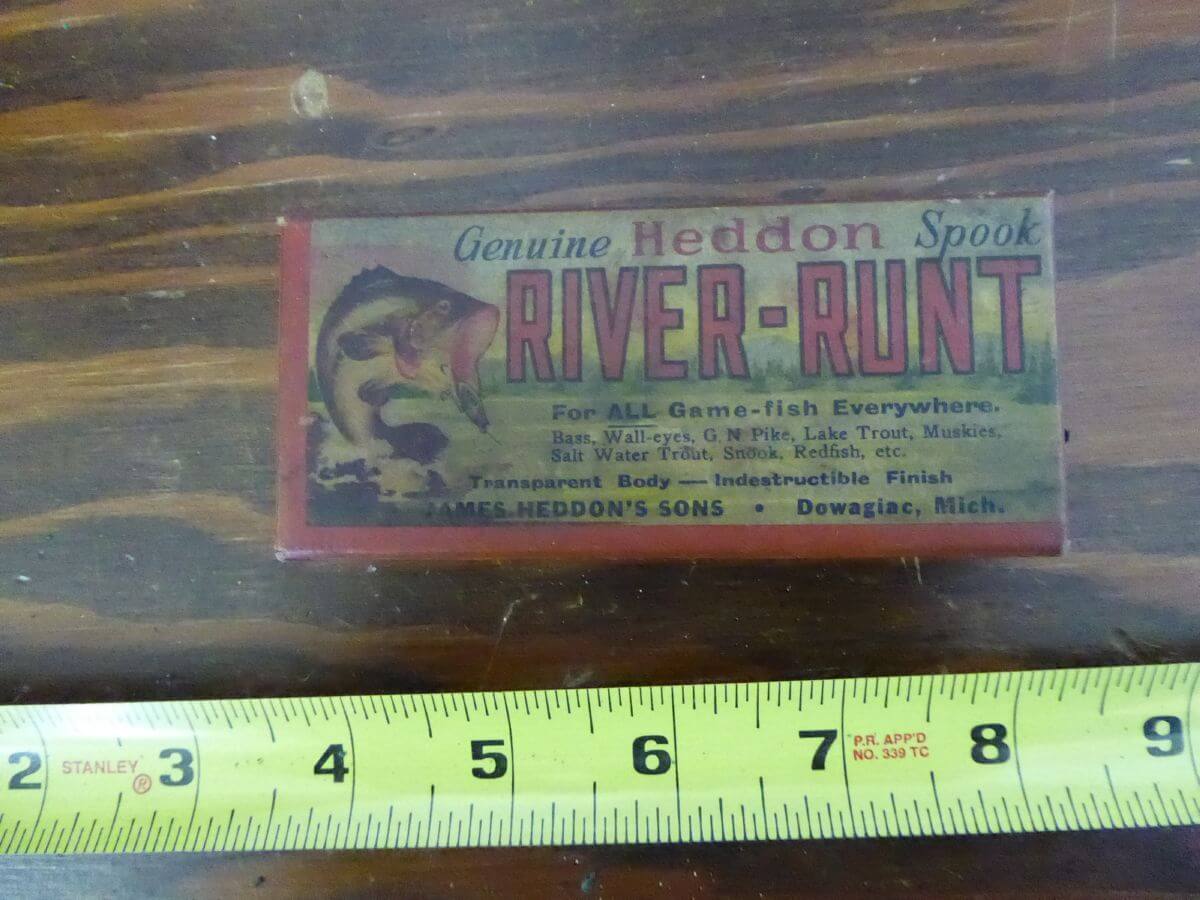 Genuine Heddon Spook
RIVER-RUNT
For ALL Game-fish Everywhere.
Bass, Wall-eyes, G. N Pike, Lake Trout, Muskies,
Salt Water Trout, Snook, Redfish, etc.
Transparent Body — Indestructible Finish
JAMES HEDDON'S SONS • Dowagiac, Mich.
2 STANLEY® 3 4 5 6 7 P.R. APP'D 8 9
NO. 339 TC